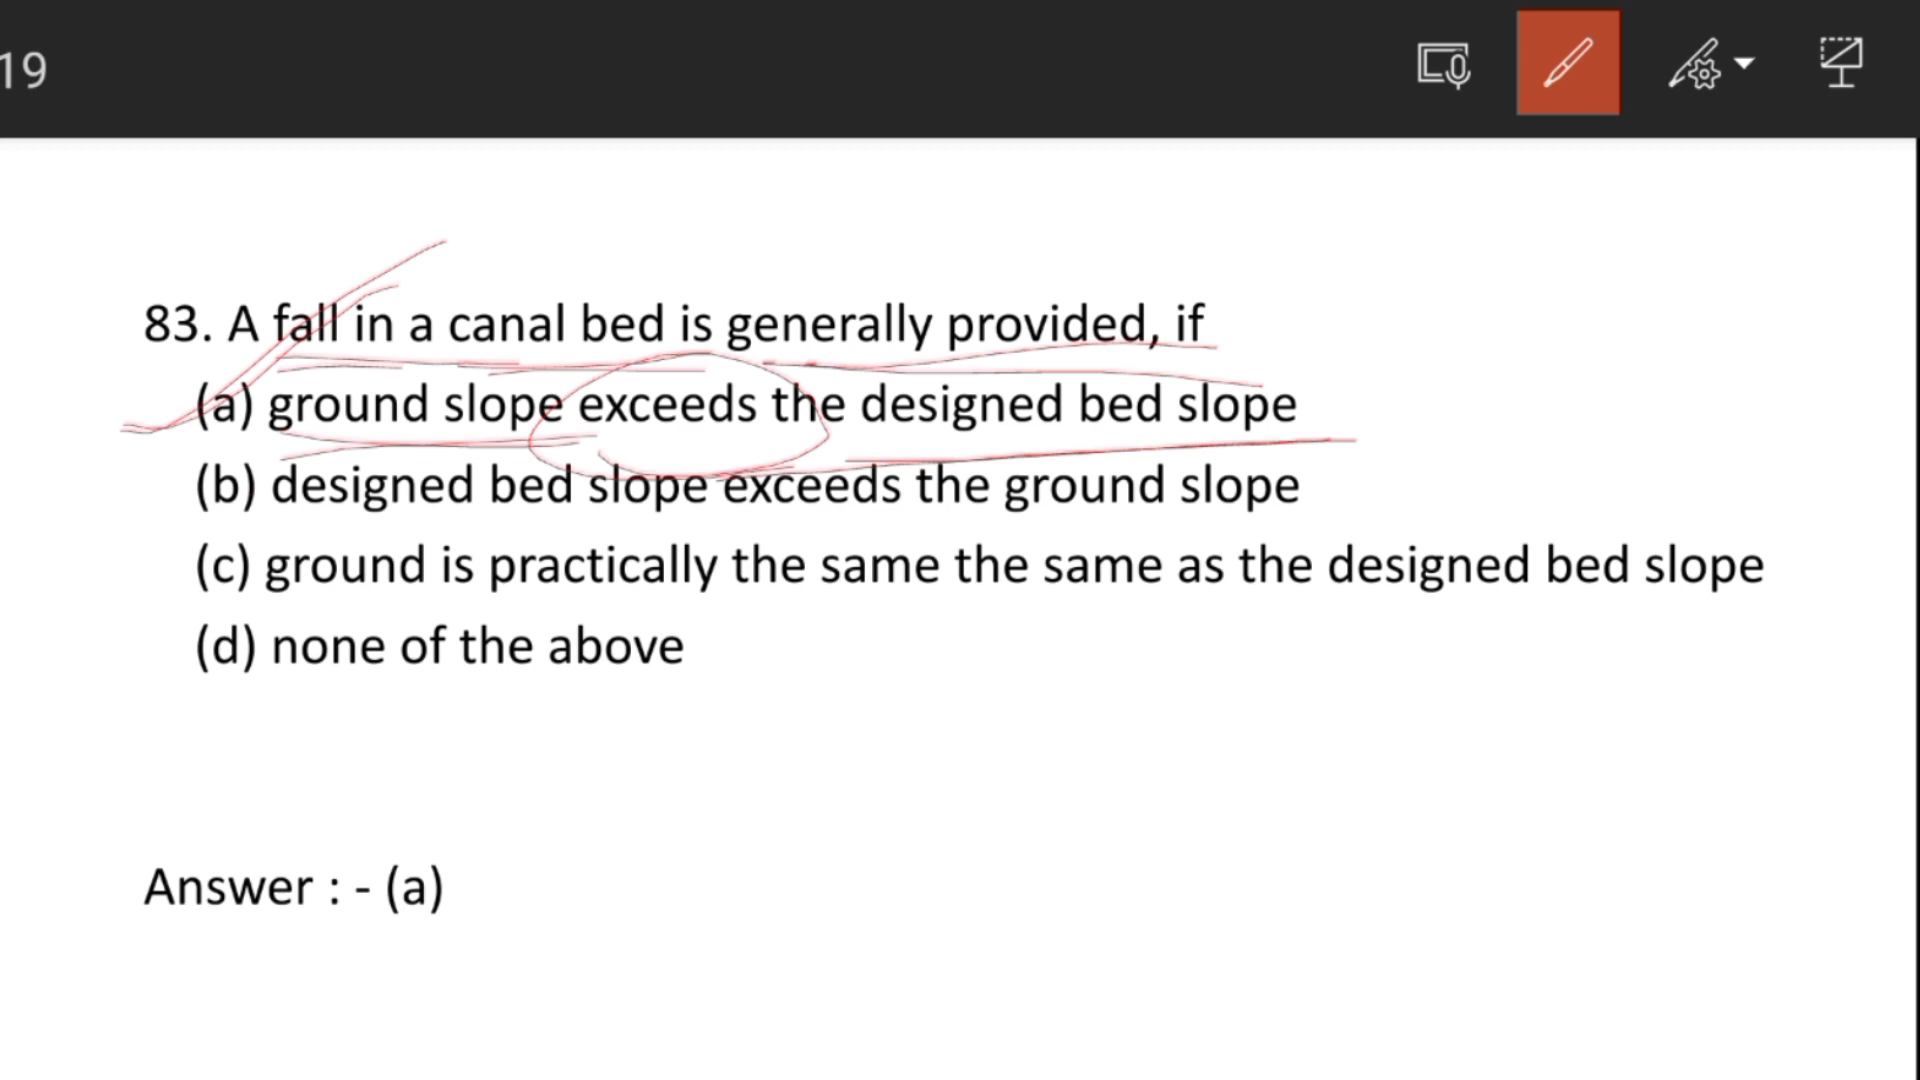 19
83. A fall in a canal bed is generally provided, if
(a) ground slope exceeds the designed bed slope
(b) designed bed slope exceeds the ground slope
(c) ground is practically the same the same as the designed bed slope
(d) none of the above
Answer : - (a)